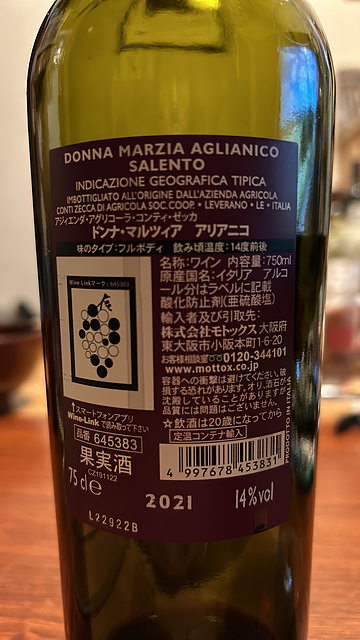 DONNA MARZIA AGLIANICO
SALENTO
INDICAZIONE GEOGRAFICA TIPICA
IMBOTTIGLIATO ALL'ORIGINE DALL'AZIENDA AGRICOLA
CONTI ZECCA DI AGRICOLA SOC.COOP. • LEVERANO • LE • ITALIA
アジィエンダ・アグリコーラ・コンティ・ゼッカ
ドンナ・マルツィア アリアニコ
味のタイプ:フルボディ 飲み頃温度:14度前後
名称:ワイン 内容量:750ml
原産国名:イタリア アルコ
ール分はラベルに記載
酸化防止剤(亜硫酸塩)
輸入者及び引取先:
株式会社モトックス 大阪府
東大阪市小阪本町1-6-20
お客様相談室 0120-344101
www.mottox.co.jp
容器への衝撃は避けてください。破
損する恐れがあります。オリ、酒石が
沈殿していることがありますが、
品質には問題はございません。
☆飲酒は20歳になってから
定温コンテナ輸入
4 997678 453831
PRODOTTO IN ITALIA
Wine-Linkマーク:645383
↑スマートフォンアプリ
Wine-Linkで読み取って下さい
品番 645383
果実酒
CZ191122
75 cl e
2021
14%vol
L22922B